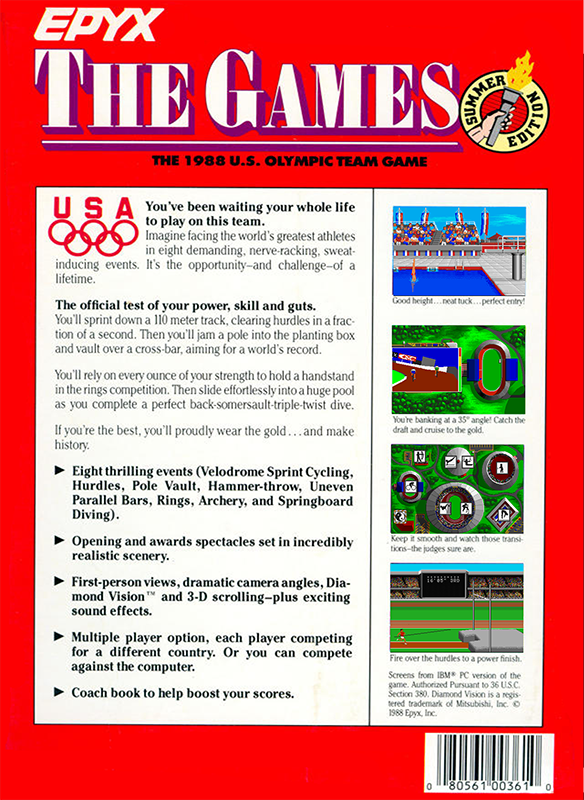 EPYX
THE GAMES
SUMMER EDITION
THE 1988 U.S. OLYMPIC TEAM GAME
USA
You've been waiting your whole life
to play on this team.
Imagine facing the world's greatest athletes
in eight demanding, nerve-racking, sweat-
inducing events. It's the opportunity–and challenge–of a
lifetime.
The official test of your power, skill and guts.
You'll sprint down a 110 meter track, clearing hurdles in a frac-
tion of a second. Then you'll jam a pole into the planting box
and vault over a cross-bar, aiming for a world's record.
You'll rely on every ounce of your strength to hold a handstand
in the rings competition. Then slide effortlessly into a huge pool
as you complete a perfect back-somersault-triple-twist dive.
If you're the best, you'll proudly wear the gold...and make
history.
► Eight thrilling events (Velodrome Sprint Cycling,
Hurdles, Pole Vault, Hammer-throw, Uneven
Parallel Bars, Rings, Archery, and Springboard
Diving).
► Opening and awards spectacles set in incredibly
realistic scenery.
► First-person views, dramatic camera angles, Dia-
mond Vision™ and 3-D scrolling–plus exciting
sound effects.
► Multiple player option, each player competing
for a different country. Or you can compete
against the computer.
► Coach book to help boost your scores.
Good height...neat tuck...perfect entry!
You're banking at a 35° angle! Catch the
draft and cruise to the gold.
Keep it smooth and watch those transi-
tions–the judges sure are.
Fire over the hurdles to a power finish.
Screens from IBM® PC version of the
game. Authorized Pursuant to 36 U.S.C.
Section 380. Diamond Vision is a regis-
tered trademark of Mitsubishi, Inc. ©
1988 Epyx, Inc.
0 80561 00361 0